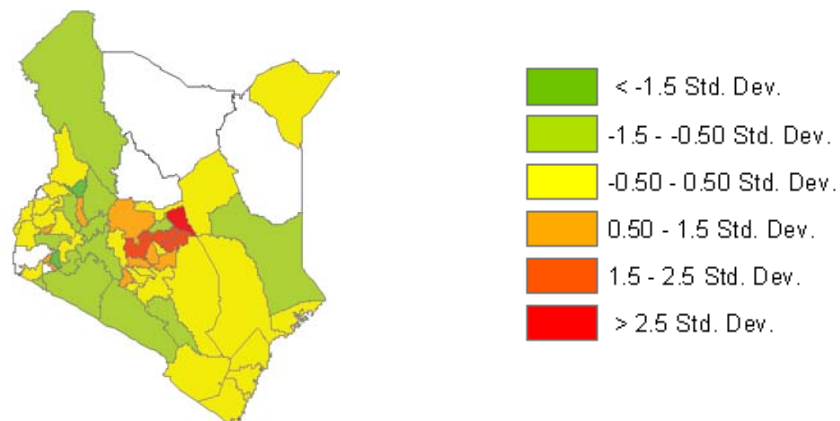 < -1.5 Std. Dev.
-1.5 - -0.50 Std. Dev.
-0.50 - 0.50 Std. Dev.
0.50 - 1.5 Std. Dev.
1.5 - 2.5 Std. Dev.
> 2.5 Std. Dev.